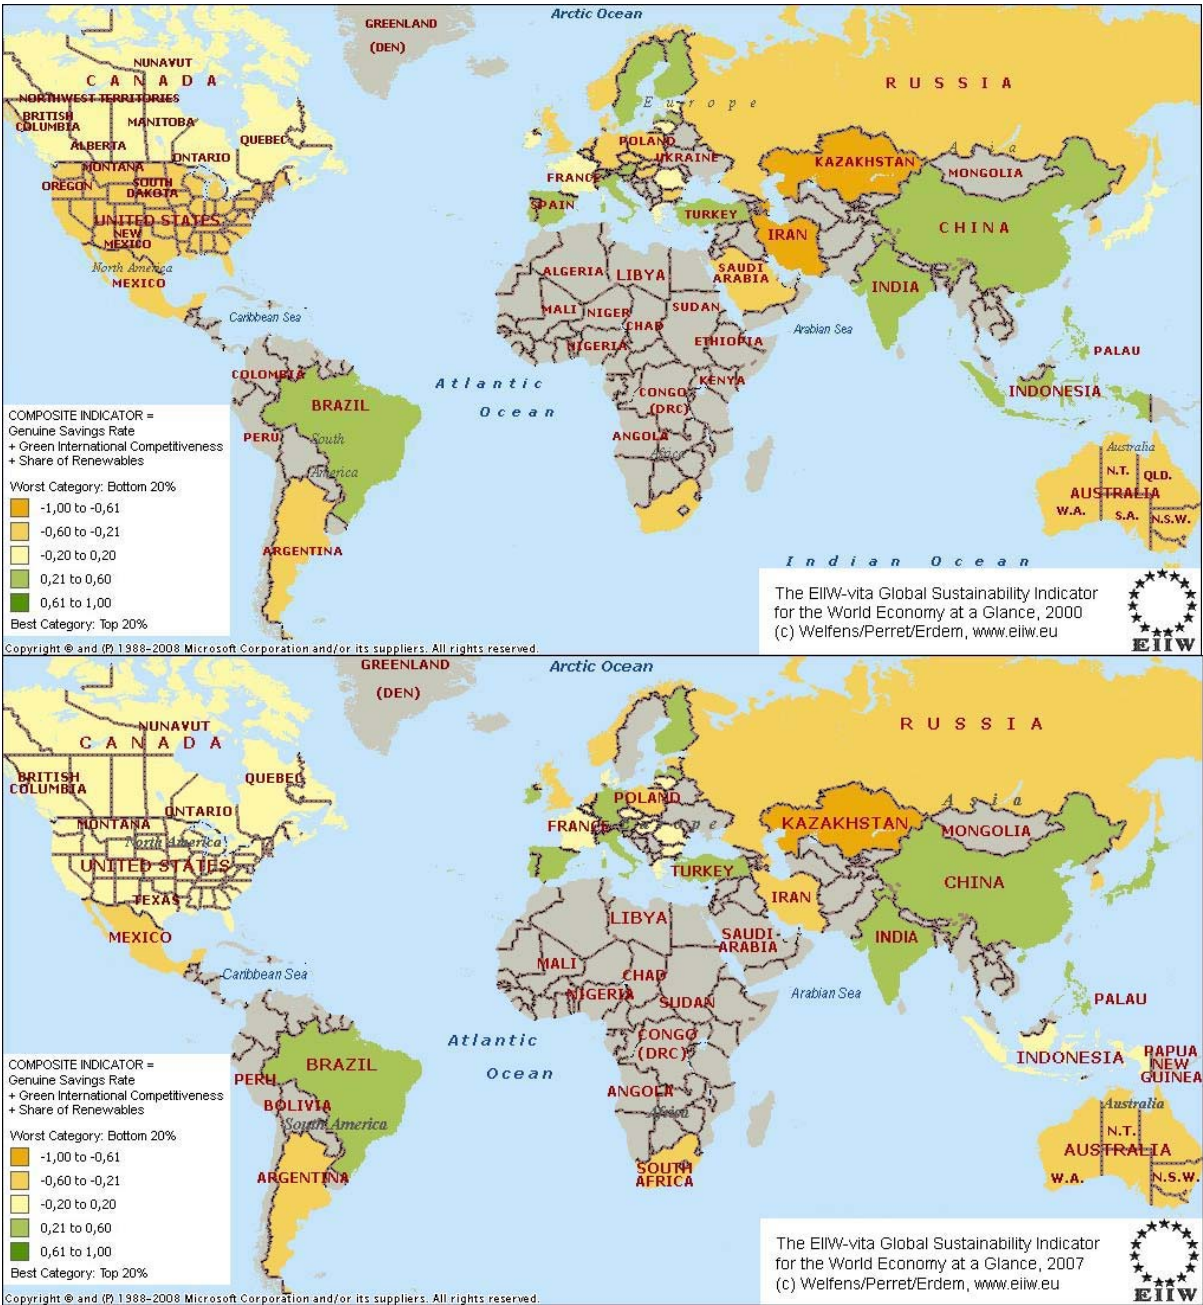 Arctic Ocean
GREENLAND
(DEN)
NUNAVUT
CANADA
RUSSIA
NORTHWEST TERRITORIES
Europe
BRITISH
COLUMBIA
MANITOBA
ALBERTA
QUEBEC
POLAND
Asia
ONTARIO
UKRAINE
KAZAKHSTAN
MONTANA
MONGOLIA
FRANCE
OREGON
SOUTH
DAKOTA
SPAIN
TURKEY
UNITED STATES
CHINA
NEW
MEXICO
IRAN
North America
ALGERIA
LIBYA
SAUDI
ARABIA
MEXICO
INDIA
MALI
NIGER
SUDAN
Caribbean Sea
CHAD
Arabian Sea
NIGERIA
ETHIOPIA
PALAU
COLOMBIA
Atlantic
Ocean
KENYA
CONGO
(DRC)
INDONESIA
BRAZIL
PERU
South
America
ANGOLA
Africa
Australia
N.T.
QLD.
AUSTRALIA
W.A.
S.A.
N.S.W.
ARGENTINA
Indian Ocean
COMPOSITE INDICATOR =
Genuine Savings Rate
+ Green International Competitiveness
+ Share of Renewables
Worst Category: Bottom 20%
-1,00 to -0,61
-0,60 to -0,21
-0,20 to 0,20
0,21 to 0,60
0,61 to 1,00
Best Category: Top 20%
The EIIW-vita Global Sustainability Indicator
for the World Economy at a Glance, 2000
(c) Welfens/Perret/Erdem, www.eiiw.eu
EIIW
Copyright © and (P) 1988–2008 Microsoft Corporation and/or its suppliers. All rights reserved.
GREENLAND
(DEN)
Arctic Ocean
NUNAVUT
CANADA
RUSSIA
BRITISH
COLUMBIA
QUEBEC
POLAND
Asia
ONTARIO
MONTANA
FRANCE
Europe
KAZAKHSTAN
MONGOLIA
North America
UNITED STATES
TURKEY
CHINA
TEXAS
IRAN
MEXICO
LIBYA
SAUDI
ARABIA
INDIA
MALI
CHAD
Caribbean Sea
NIGERIA
SUDAN
Arabian Sea
PALAU
Atlantic
Ocean
CONGO
(DRC)
INDONESIA
PAPUA
NEW
GUINEA
BRAZIL
PERU
ANGOLA
BOLIVIA
Africa
South America
Australia
N.T.
AUSTRALIA
W.A.
N.S.W.
SOUTH
AFRICA
ARGENTINA
COMPOSITE INDICATOR =
Genuine Savings Rate
+ Green International Competitiveness
+ Share of Renewables
Worst Category: Bottom 20%
-1,00 to -0,61
-0,60 to -0,21
-0,20 to 0,20
0,21 to 0,60
0,61 to 1,00
Best Category: Top 20%
The EIIW-vita Global Sustainability Indicator
for the World Economy at a Glance, 2007
(c) Welfens/Perret/Erdem, www.eiiw.eu
EIIW
Copyright © and (P) 1988–2008 Microsoft Corporation and/or its suppliers. All rights reserved.